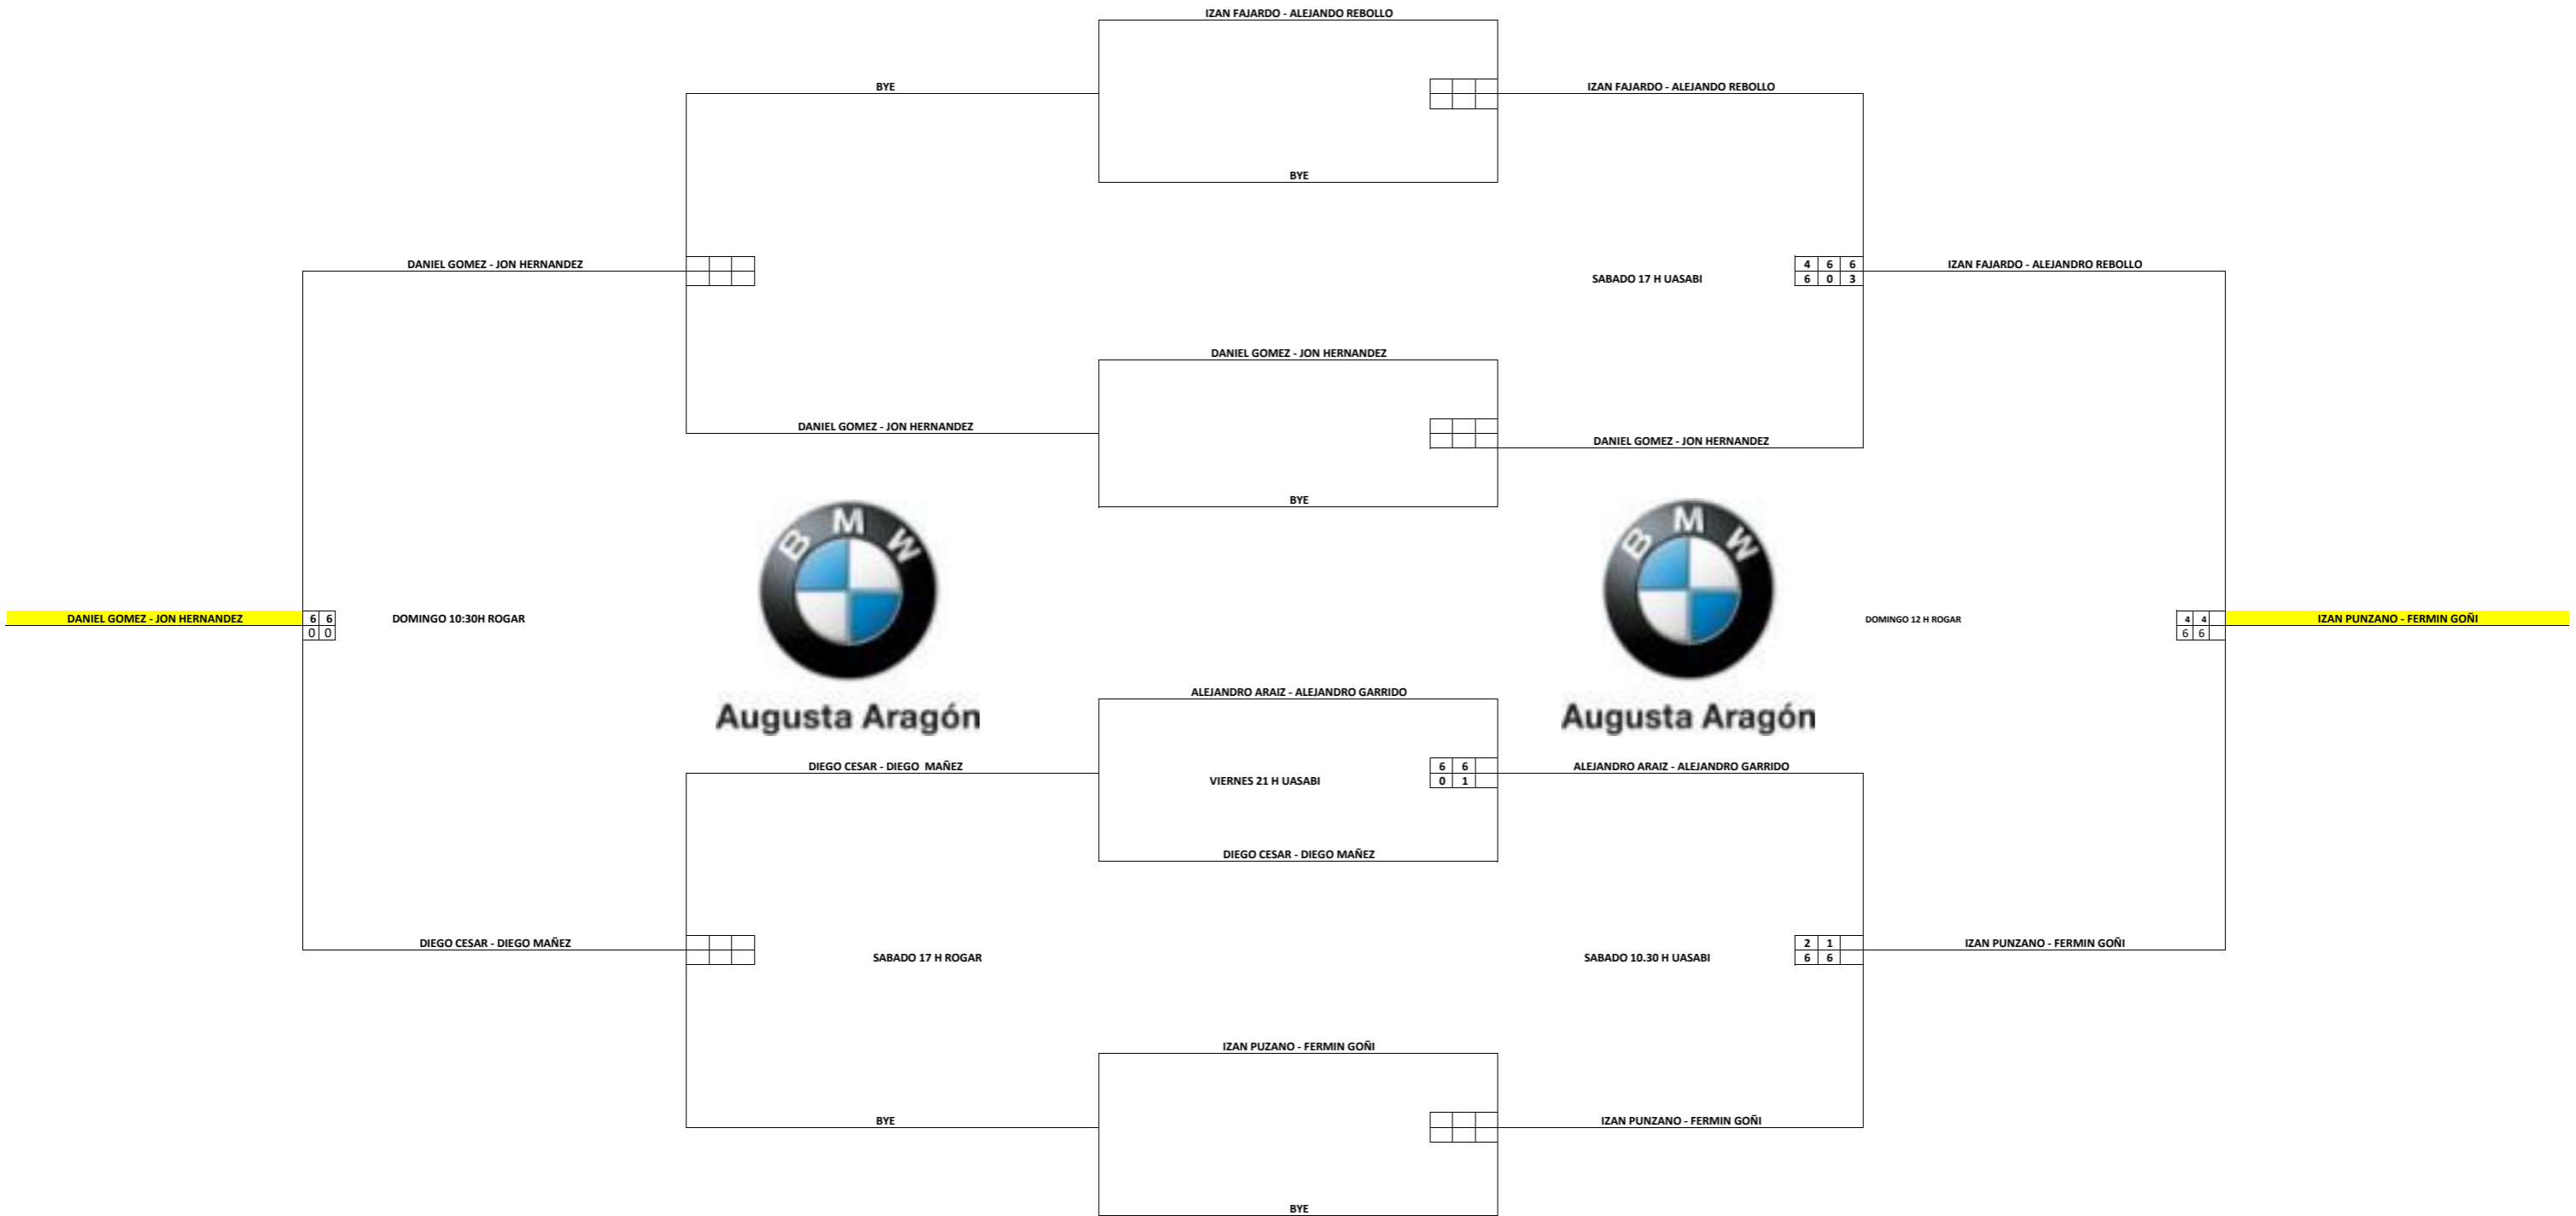 IZAN FAJARDO - ALEJANDO REBOLLO
BYE
IZAN FAJARDO - ALEJANDO REBOLLO
BYE
DANIEL GOMEZ - JON HERNANDEZ
4 6 6
IZAN FAJARDO - ALEJANDRO REBOLLO
SABADO 17 H UASABI
6 0 3
DANIEL GOMEZ - JON HERNANDEZ
DANIEL GOMEZ - JON HERNANDEZ
DANIEL GOMEZ - JON HERNANDEZ
BYE
BMW
BMW
DANIEL GOMEZ - JON HERNANDEZ
6 6
DOMINGO 10:30H ROGAR
DOMINGO 12 H ROGAR
4 4
IZAN PUNZANO - FERMIN GOÑI
0 0
6 6
ALEJANDRO ARAIZ - ALEJANDRO GARRIDO
Augusta Aragón
Augusta Aragón
DIEGO CESAR - DIEGO MAÑEZ
6 6
ALEJANDRO ARAIZ - ALEJANDRO GARRIDO
VIERNES 21 H UASABI
0 1
DIEGO CESAR - DIEGO MAÑEZ
DIEGO CESAR - DIEGO MAÑEZ
2 1
IZAN PUNZANO - FERMIN GOÑI
SABADO 17 H ROGAR
SABADO 10.30 H UASABI
6 6
IZAN PUZANO - FERMIN GOÑI
BYE
IZAN PUNZANO - FERMIN GOÑI
BYE